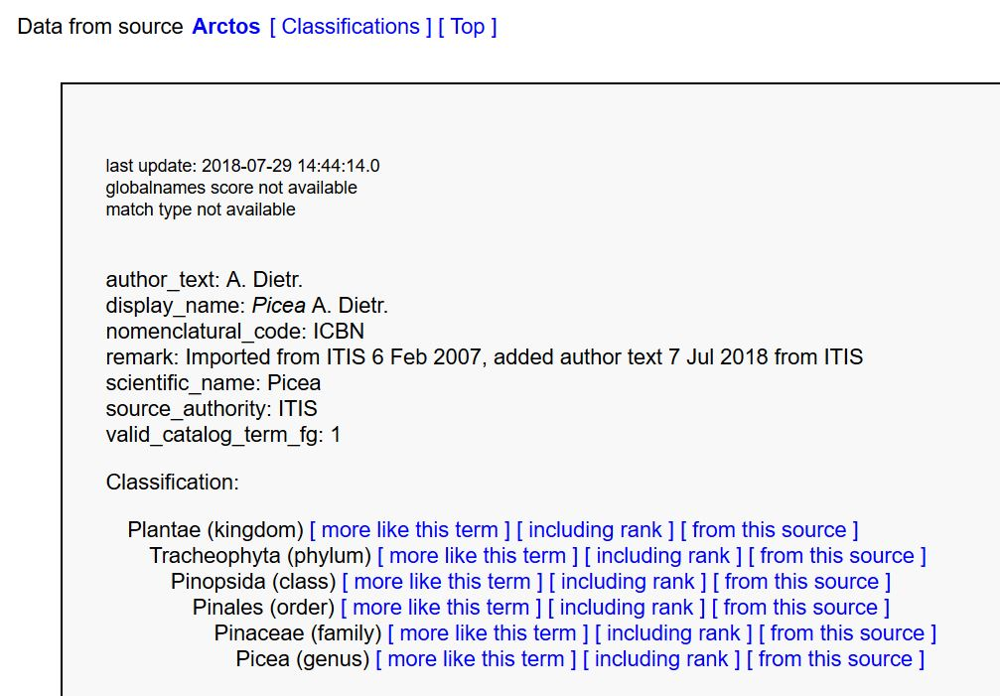 Data from source Arctos [ Classifications ] [ Top ]
last update: 2018-07-29 14:44:14.0
globalnames score not available
match type not available
author_text: A. Dietr.
display_name: Picea A. Dietr.
nomenclatural_code: ICBN
remark: Imported from ITIS 6 Feb 2007, added author text 7 Jul 2018 from ITIS
scientific_name: Picea
source_authority: ITIS
valid_catalog_term_fg: 1
Classification:
Plantae (kingdom) [ more like this term ] [ including rank ] [ from this source ]
Tracheophyta (phylum) [ more like this term ] [ including rank ] [ from this source ]
Pinopsida (class) [ more like this term ] [ including rank ] [ from this source ]
Pinales (order) [ more like this term ] [ including rank ] [ from this source ]
Pinaceae (family) [ more like this term ] [ including rank ] [ from this source ]
Picea (genus) [ more like this term ] [ including rank ] [ from this source ]